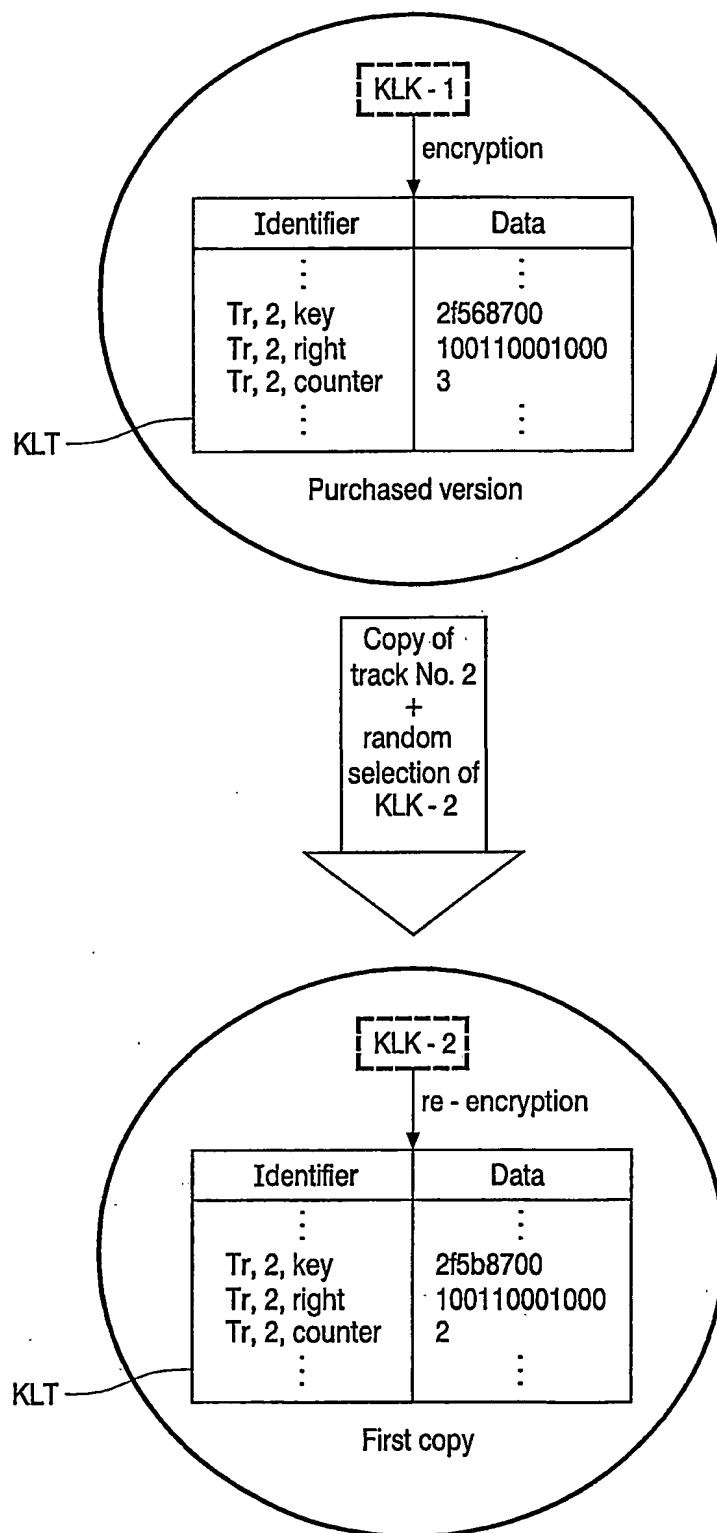 KLK - 1
encryption
Identifier Data
⋮ ⋮
Tr, 2, key 2f568700
Tr, 2, right 100110001000
Tr, 2, counter 3
⋮ ⋮
KLT
Purchased version
Copy of
track No. 2
+
random
selection of
KLK - 2
KLK - 2
re - encryption
Identifier Data
⋮ ⋮
Tr, 2, key 2f5b8700
Tr, 2, right 100110001000
Tr, 2, counter 2
⋮ ⋮
KLT
First copy